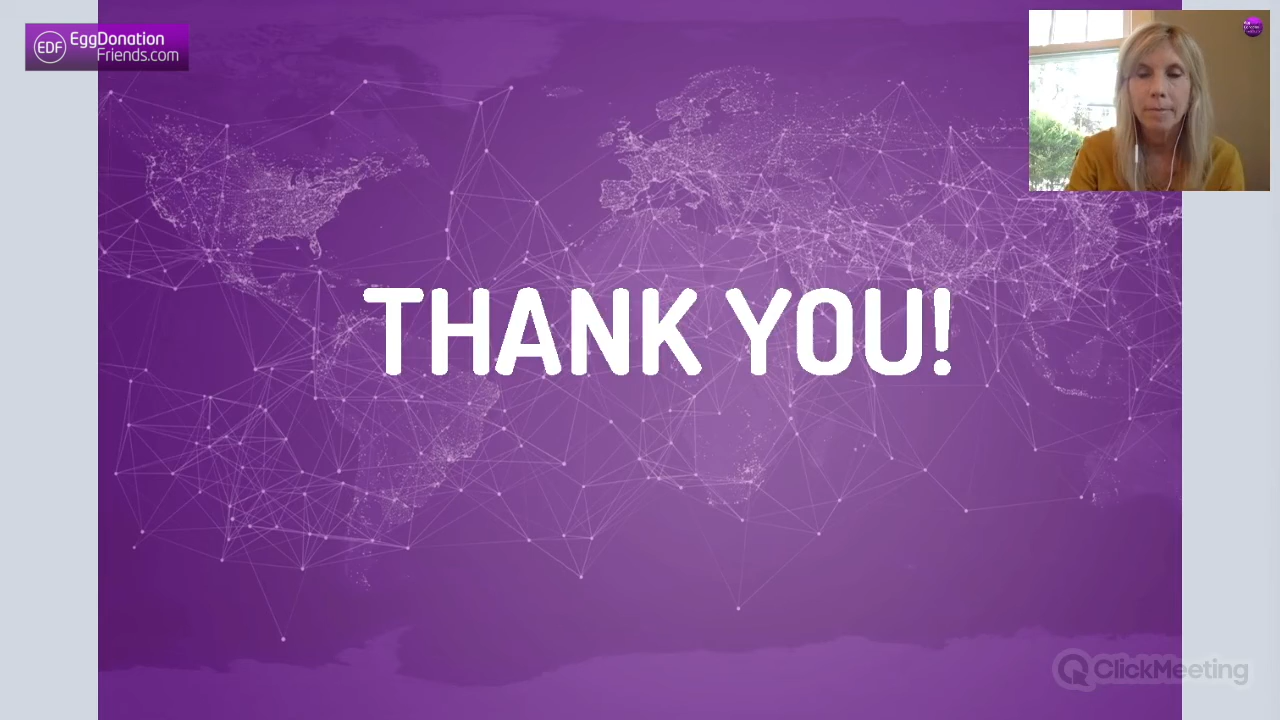 EDF
EggDonation
Friends.com
THANK YOU!
ClickMeeting